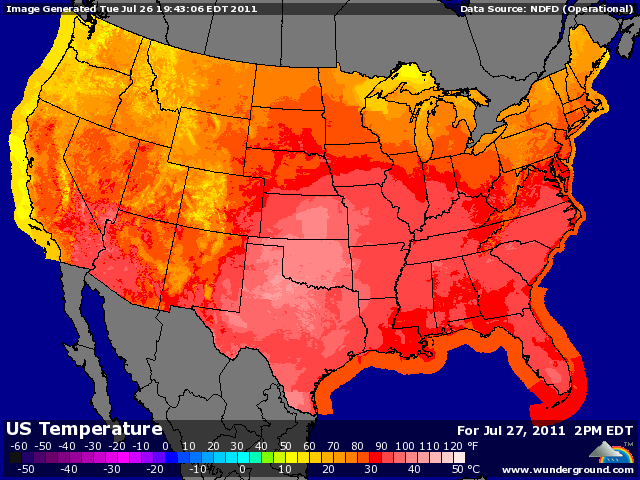 Image Generated Tue Jul 26 19:43:06 EDT 2011 Data Source: NDFD (Operational)
US Temperature For Jul 27, 2011 2PM EDT
-60 -50 -40 -30 -20 -10 0 10 20 30 40 50 60 70 80 90 100 110 120 °F
-50 -40 -30 -20 -10 0 10 20 30 40 50 °C
TM
www.wunderground.com